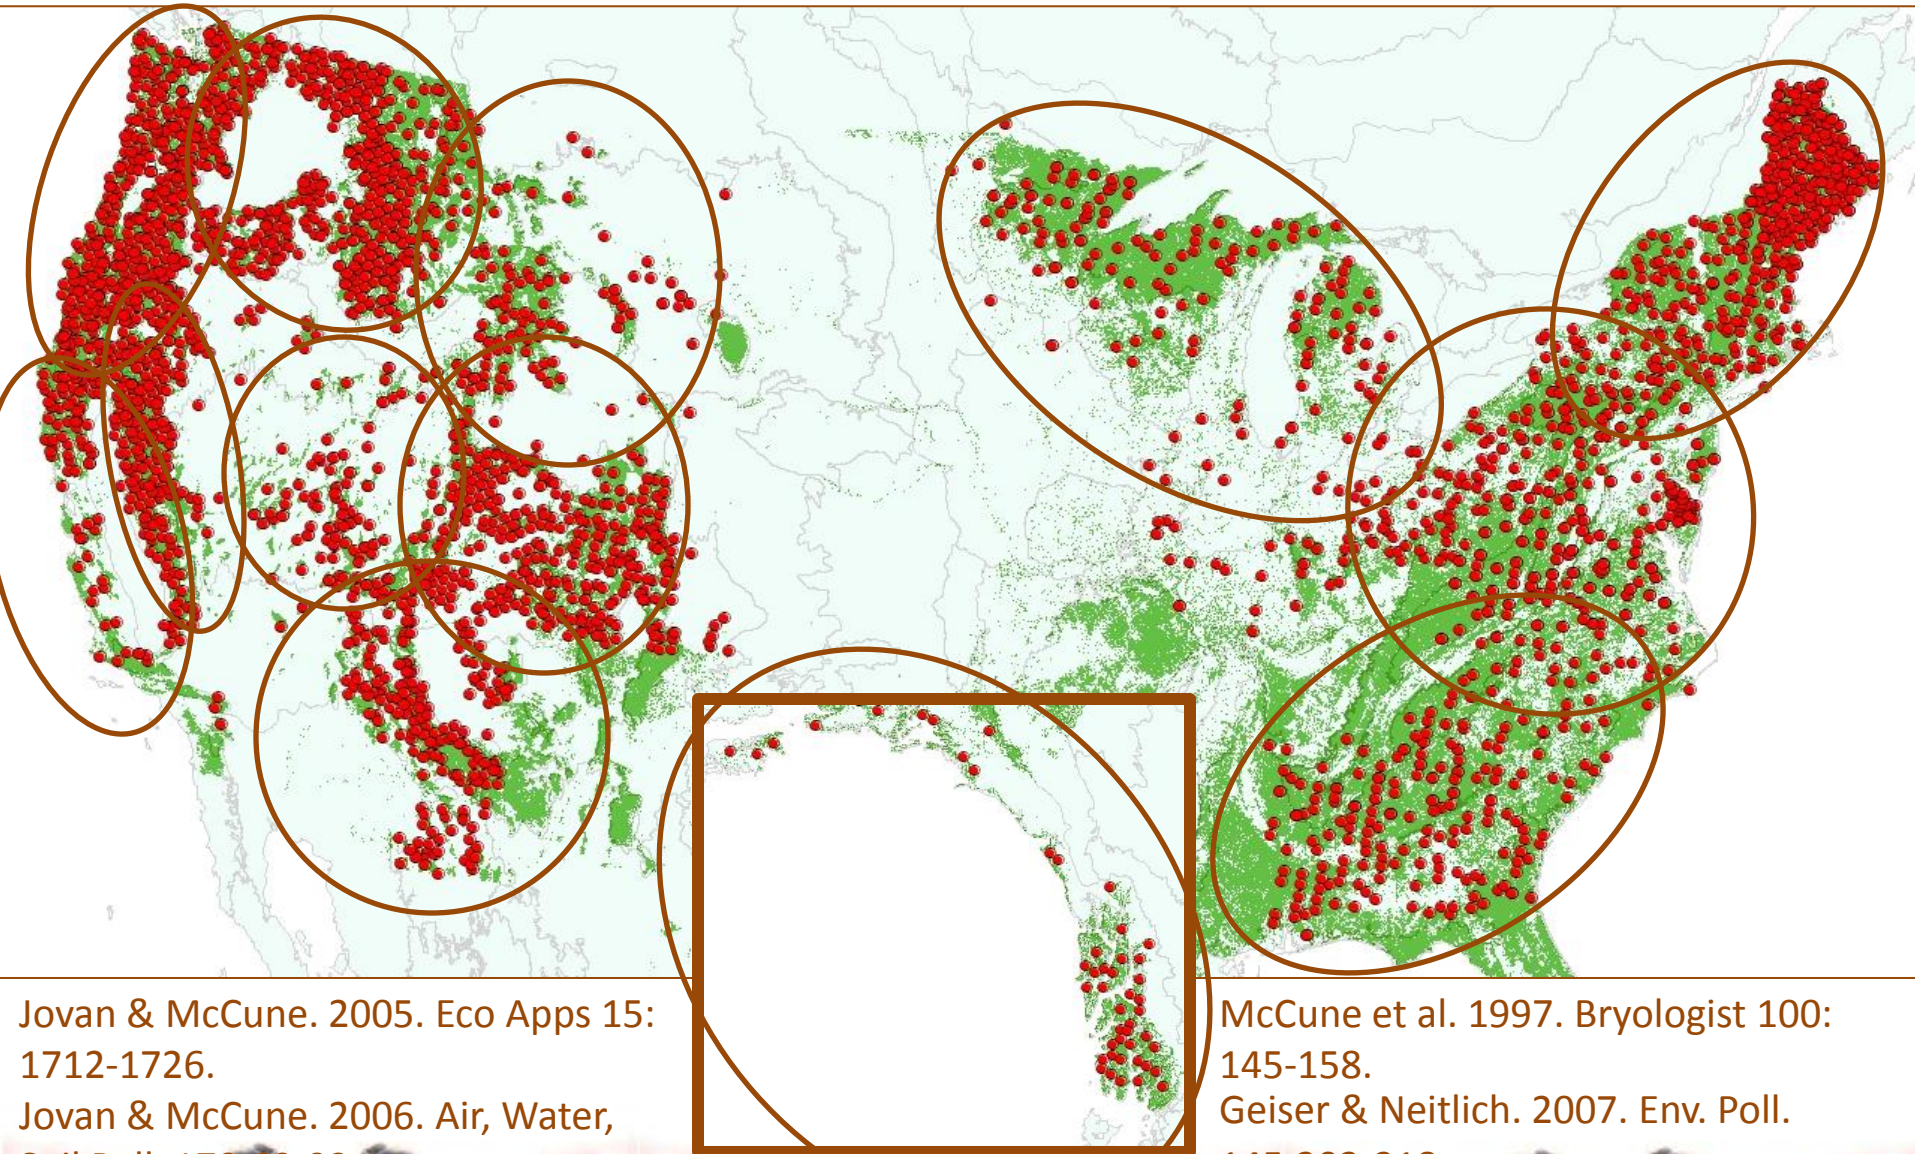 Jovan & McCune. 2005. Eco Apps 15:
1712-1726.
Jovan & McCune. 2006. Air, Water,
McCune et al. 1997. Bryologist 100:
145-158.
Geiser & Neitlich. 2007. Env. Poll.